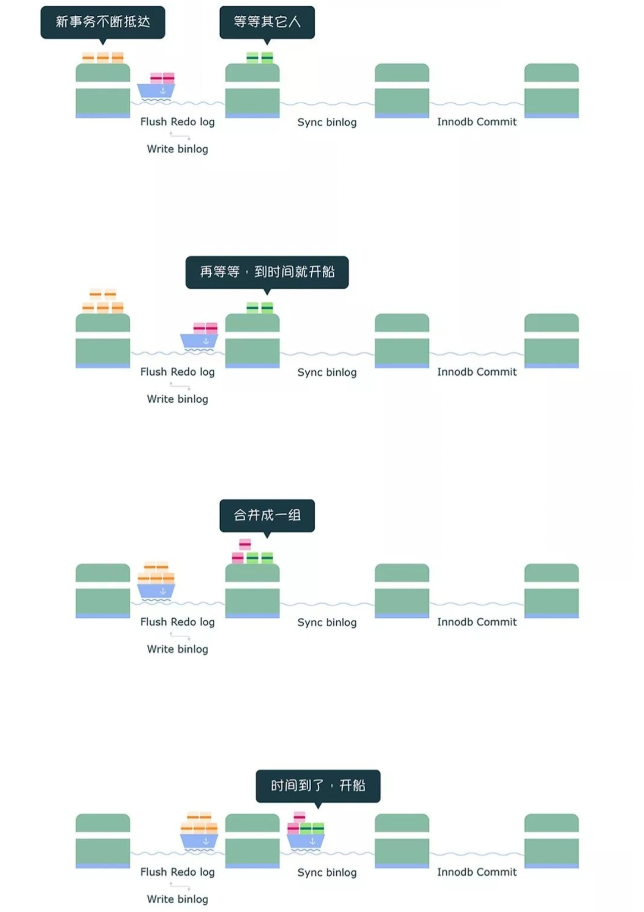 新事务不断抵达
等等其它人
Flush Redo log
Write binlog
Sync binlog
Innodb Commit
再等等，到时间就开船
Flush Redo log
Write binlog
Sync binlog
Innodb Commit
合并成一组
Flush Redo log
Write binlog
Sync binlog
Innodb Commit
时间到了，开船
Flush Redo log
Write binlog
Sync binlog
Innodb Commit